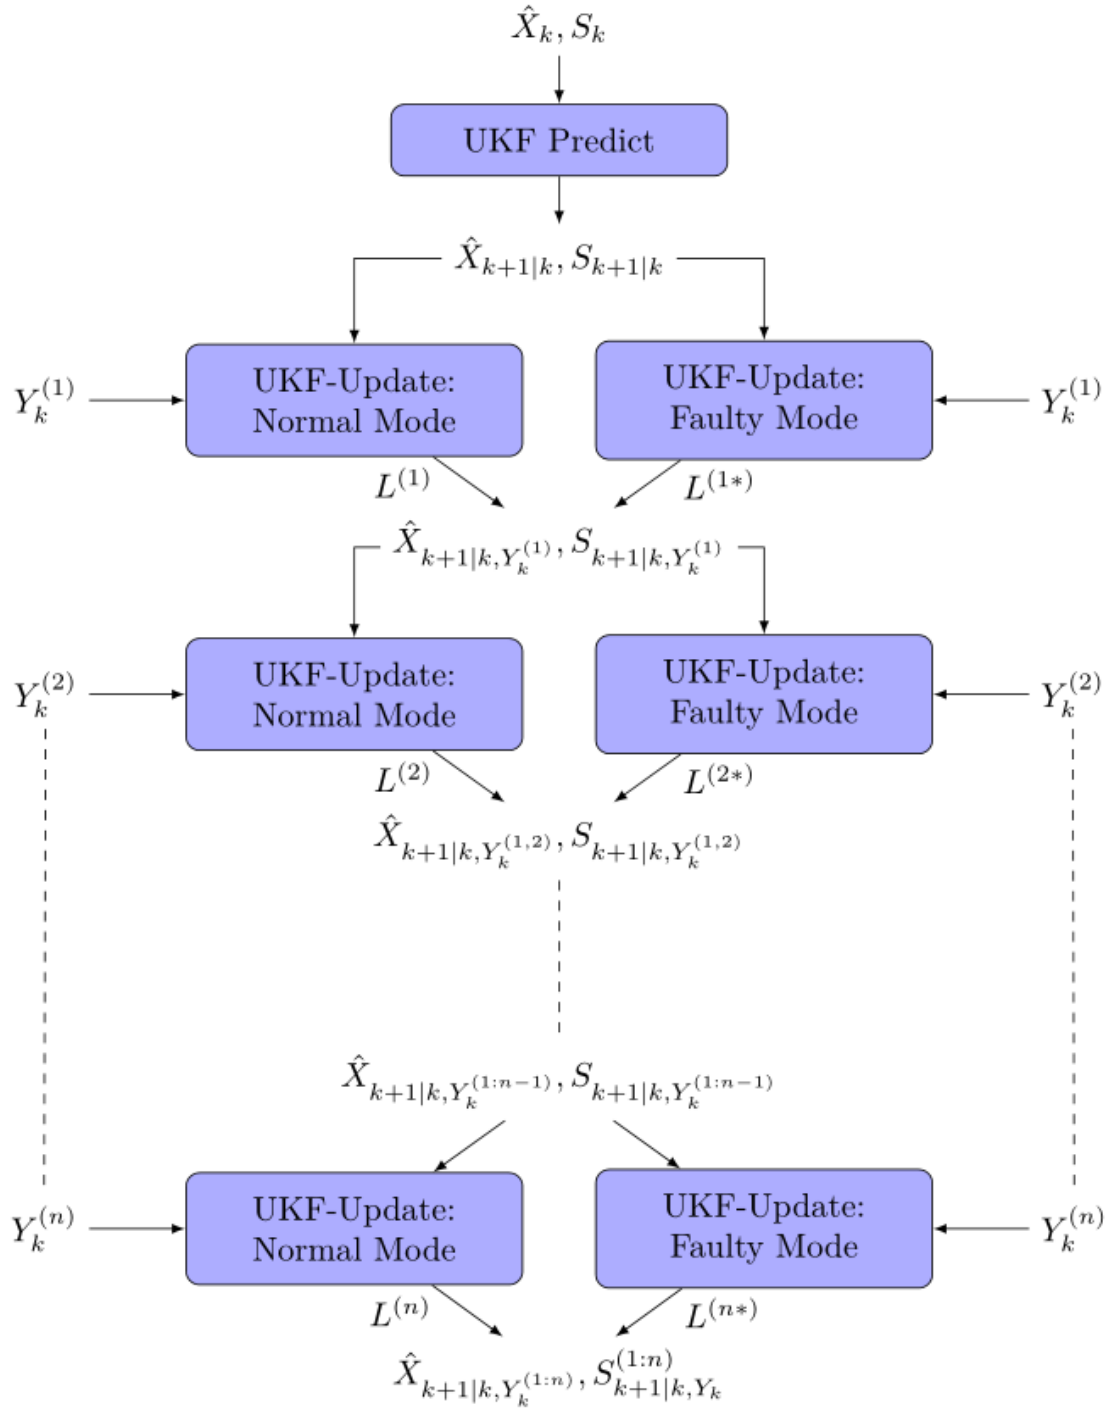 X̂_k, S_k
UKF Predict
X̂_{k+1|k}, S_{k+1|k}
UKF-Update:
Normal Mode
UKF-Update:
Faulty Mode
Y_k^{(1)}
Y_k^{(1)}
L^{(1)}
L^{(1*)}
X̂_{k+1|k,Y_k^{(1)}}, S_{k+1|k,Y_k^{(1)}}
UKF-Update:
Normal Mode
UKF-Update:
Faulty Mode
Y_k^{(2)}
Y_k^{(2)}
L^{(2)}
L^{(2*)}
X̂_{k+1|k,Y_k^{(1,2)}}, S_{k+1|k,Y_k^{(1,2)}}
X̂_{k+1|k,Y_k^{(1:n-1)}}, S_{k+1|k,Y_k^{(1:n-1)}}
UKF-Update:
Normal Mode
UKF-Update:
Faulty Mode
Y_k^{(n)}
Y_k^{(n)}
L^{(n)}
L^{(n*)}
X̂_{k+1|k,Y_k^{(1:n)}}, S_{k+1|k,Y_k}^{(1:n)}